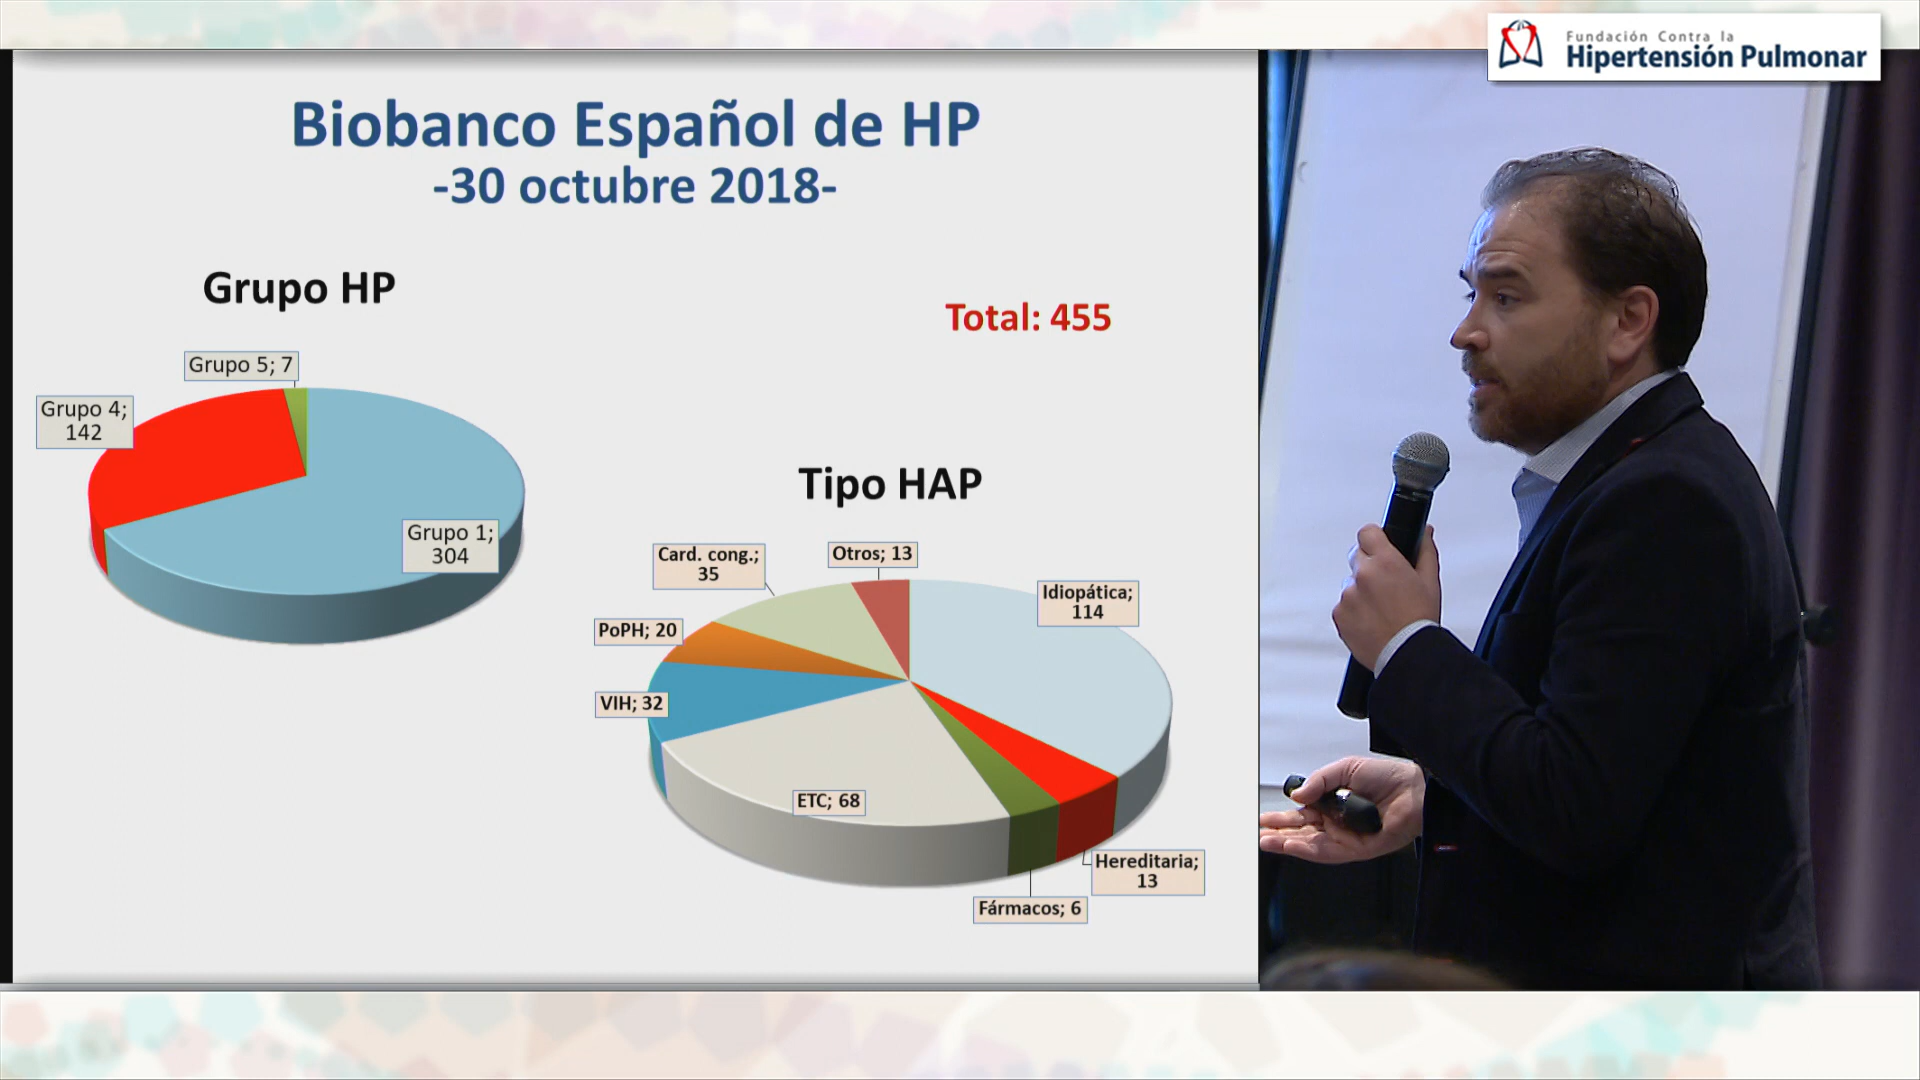 Fundación Contra la
Hipertensión Pulmonar
Biobanco Español de HP
-30 octubre 2018-
Grupo HP
Total: 455
Grupo 5; 7
Grupo 4;
142
Grupo 1;
304
Tipo HAP
Card. cong.;
35
Otros; 13
Idiopática;
114
PoPH; 20
VIH; 32
ETC; 68
Hereditaria;
13
Fármacos; 6